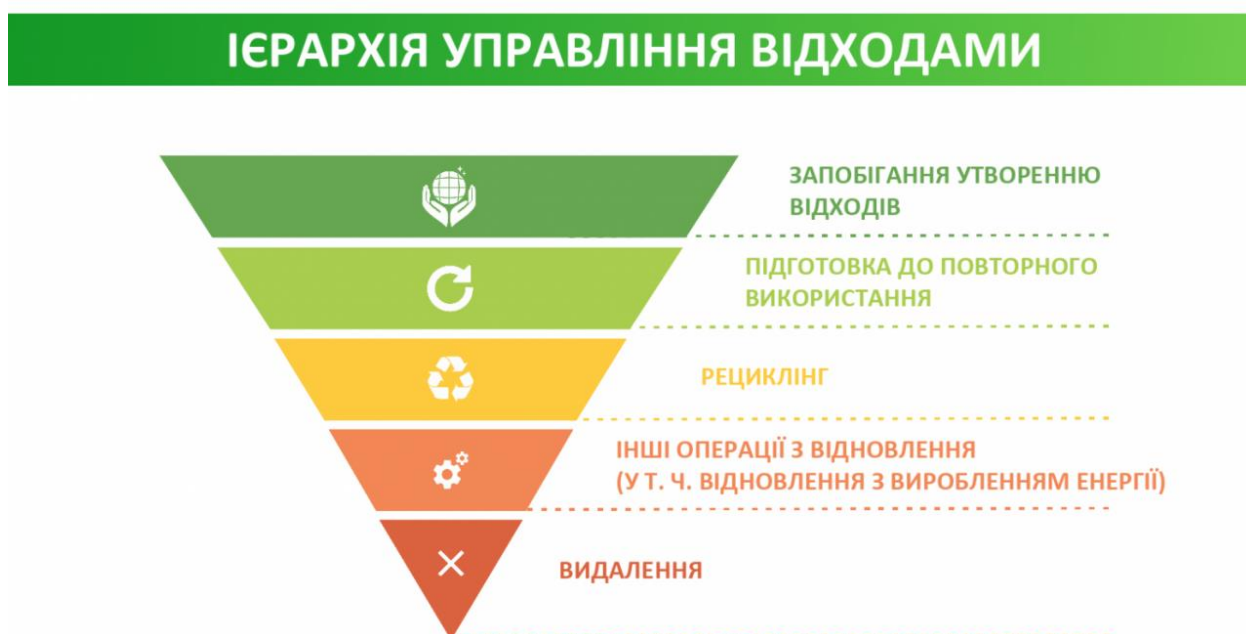 ІЄРАРХІЯ УПРАВЛІННЯ ВІДХОДАМИ
ЗАПОБІГАННЯ УТВОРЕННЮ
ВІДХОДІВ
ПІДГОТОВКА ДО ПОВТОРНОГО
ВИКОРИСТАННЯ
РЕЦИКЛІНГ
ІНШІ ОПЕРАЦІЇ З ВІДНОВЛЕННЯ
(У Т. Ч. ВІДНОВЛЕННЯ З ВИРОБЛЕННЯМ ЕНЕРГІЇ)
ВИДАЛЕННЯ